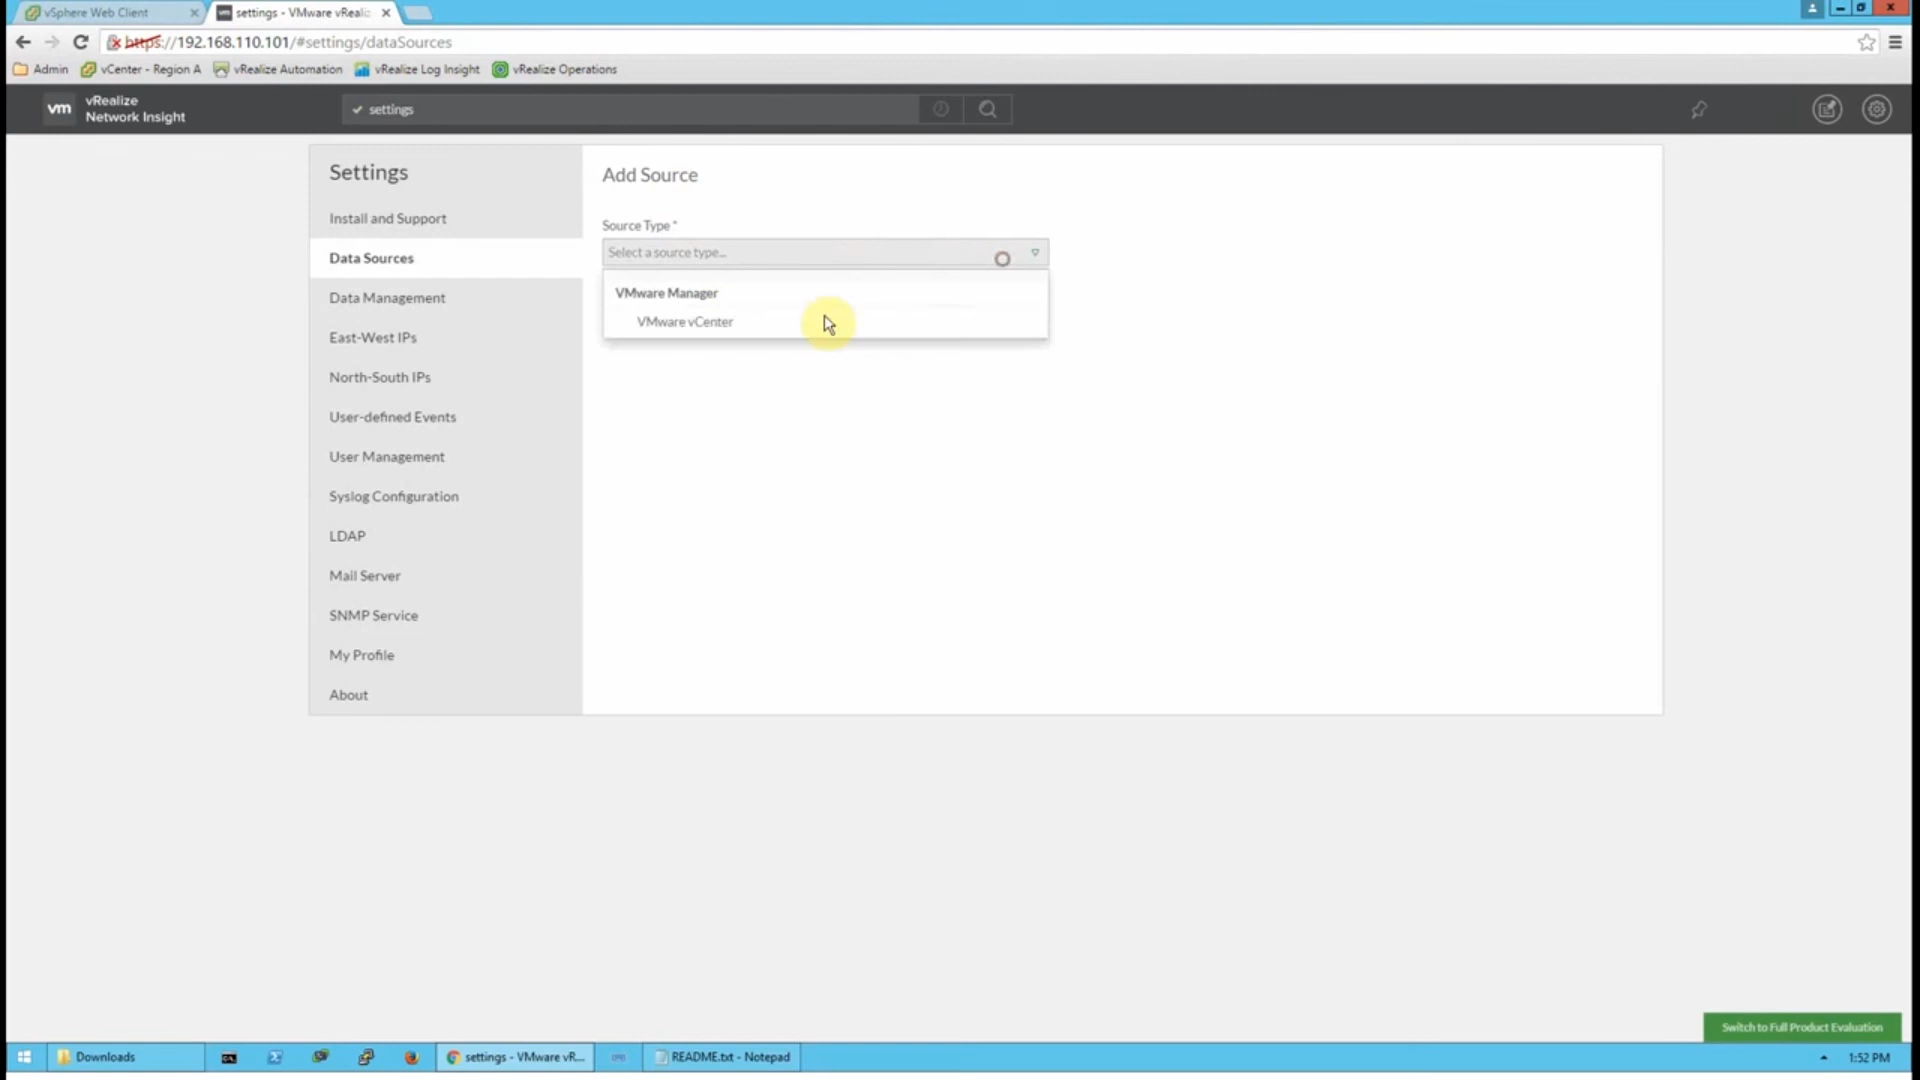 vSphere Web Client
settings - VMware vRealiz
https://192.168.110.101/#settings/dataSources
Admin
vCenter - Region A
vRealize Automation
vRealize Log Insight
vRealize Operations
vm
vRealize
Network Insight
settings
Settings
Install and Support
Data Sources
Data Management
East-West IPs
North-South IPs
User-defined Events
User Management
Syslog Configuration
LDAP
Mail Server
SNMP Service
My Profile
About
Add Source
Source Type *
Select a source type...
VMware Manager
VMware vCenter
Switch to Full Product Evaluation
Downloads
settings - VMware vR...
README.txt - Notepad
1:52 PM